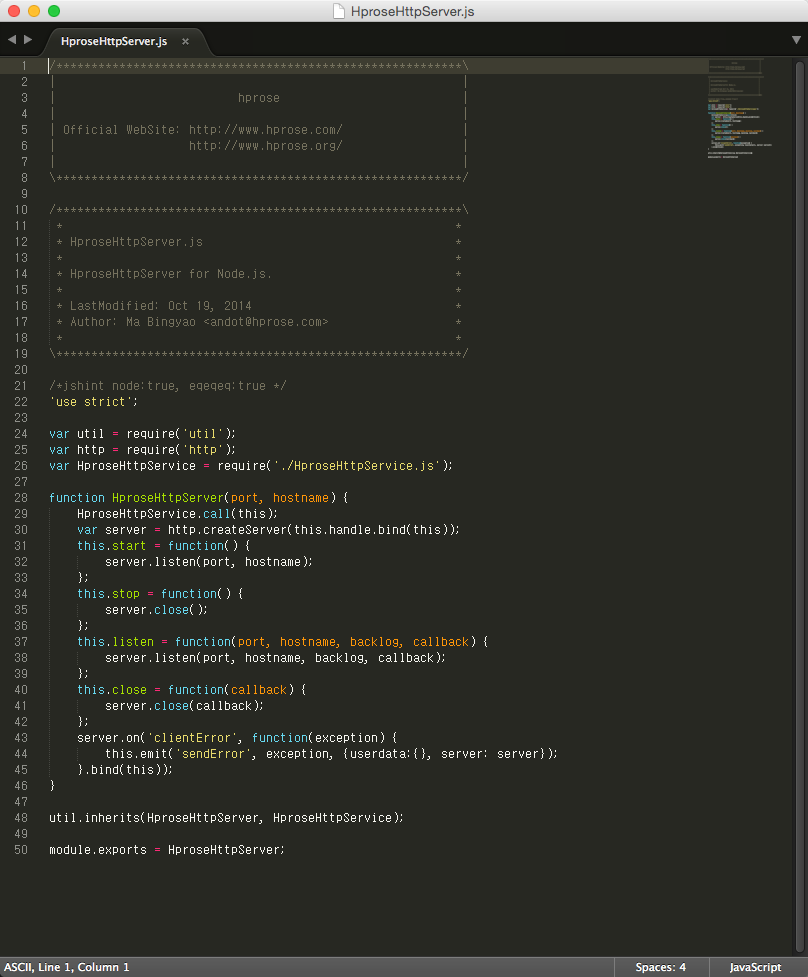 HproseHttpServer.js
HproseHttpServer.js ×
1 /**********************************************************\
2 |                                                          |
3 |                          hprose                          |
4 |                                                          |
5 | Official WebSite: http://www.hprose.com/                 |
6 |                   http://www.hprose.org/                 |
7 |                                                          |
8 \**********************************************************/
9
10 /**********************************************************\
11  *                                                        *
12  * HproseHttpServer.js                                    *
13  *                                                        *
14  * HproseHttpServer for Node.js.                          *
15  *                                                        *
16  * LastModified: Oct 19, 2014                             *
17  * Author: Ma Bingyao <andot@hprose.com>                  *
18  *                                                        *
19 \**********************************************************/
20
21 /*jshint node:true, eqeqeq:true */
22 'use strict';
23
24 var util = require('util');
25 var http = require('http');
26 var HproseHttpService = require('./HproseHttpService.js');
27
28 function HproseHttpServer(port, hostname) {
29     HproseHttpService.call(this);
30     var server = http.createServer(this.handle.bind(this));
31     this.start = function() {
32         server.listen(port, hostname);
33     };
34     this.stop = function() {
35         server.close();
36     };
37     this.listen = function(port, hostname, backlog, callback) {
38         server.listen(port, hostname, backlog, callback);
39     };
40     this.close = function(callback) {
41         server.close(callback);
42     };
43     server.on('clientError', function(exception) {
44         this.emit('sendError', exception, {userdata:{}, server: server});
45     }.bind(this));
46 }
47
48 util.inherits(HproseHttpServer, HproseHttpService);
49
50 module.exports = HproseHttpServer;
ASCII, Line 1, Column 1 Spaces: 4 JavaScript